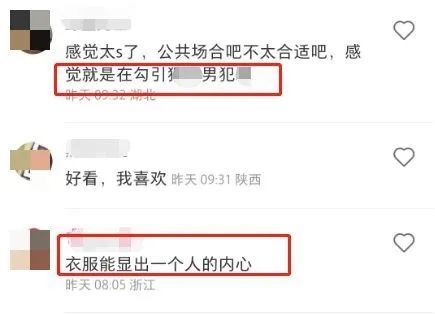 感觉太s了，公共场合吧不太合适吧，感
觉就是在勾引 男犯
昨天 09:32 湖北
好看，我喜欢 昨天 09:31 陕西
衣服能显出一个人的内心
昨天 08:05 浙江